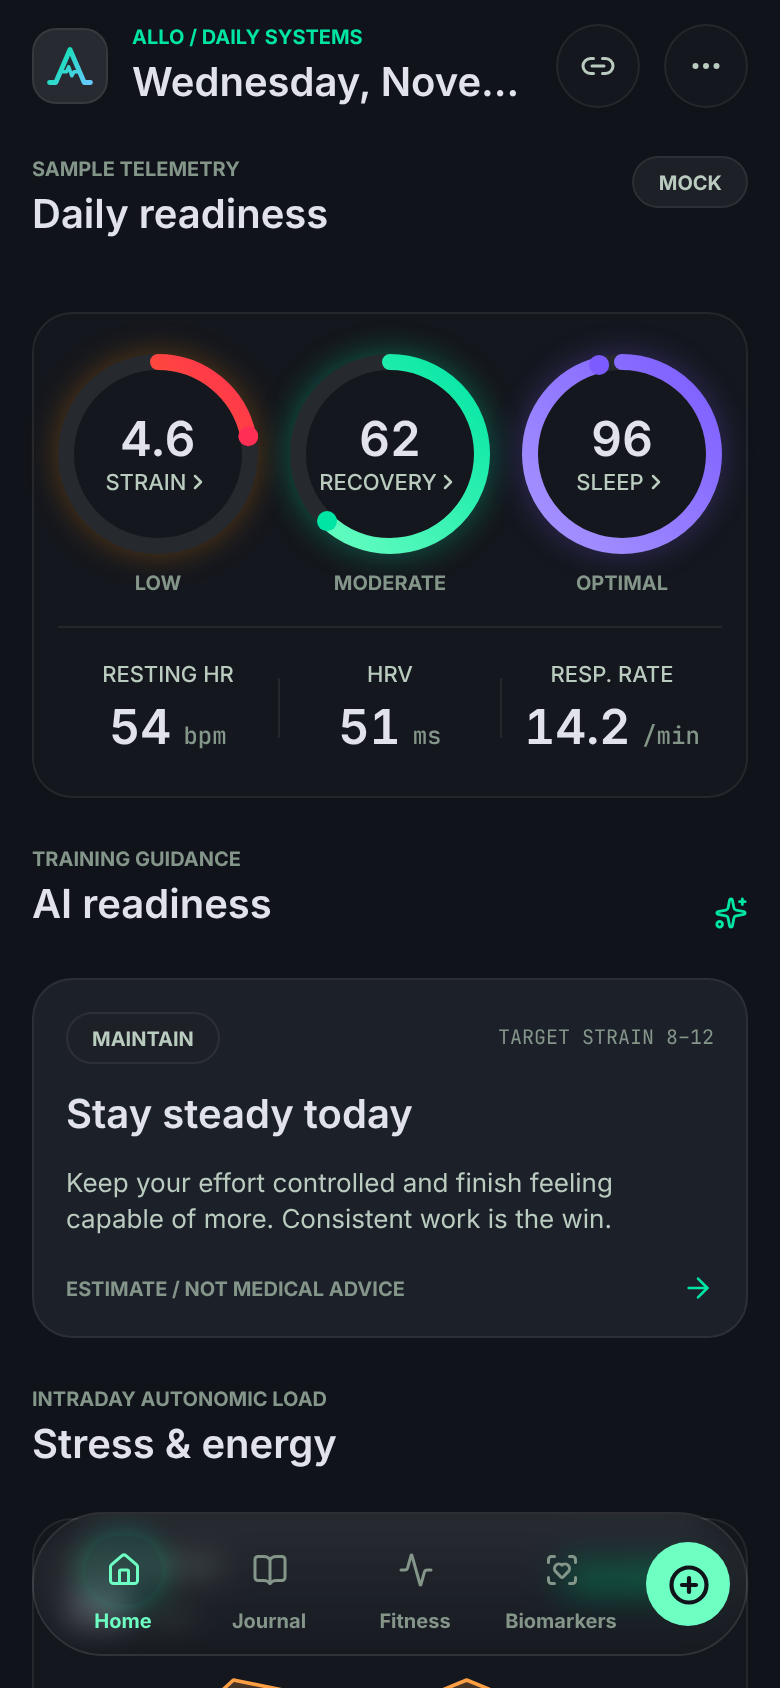 ALLO / DAILY SYSTEMS
Wednesday, Nove...
SAMPLE TELEMETRY
MOCK
Daily readiness
4.6
STRAIN
LOW
62
RECOVERY
MODERATE
96
SLEEP
OPTIMAL
RESTING HR
54 bpm
HRV
51 ms
RESP. RATE
14.2 /min
TRAINING GUIDANCE
AI readiness
MAINTAIN
TARGET STRAIN 8–12
Stay steady today
Keep your effort controlled and finish feeling
capable of more. Consistent work is the win.
ESTIMATE / NOT MEDICAL ADVICE
INTRADAY AUTONOMIC LOAD
Stress & energy
Home
Journal
Fitness
Biomarkers